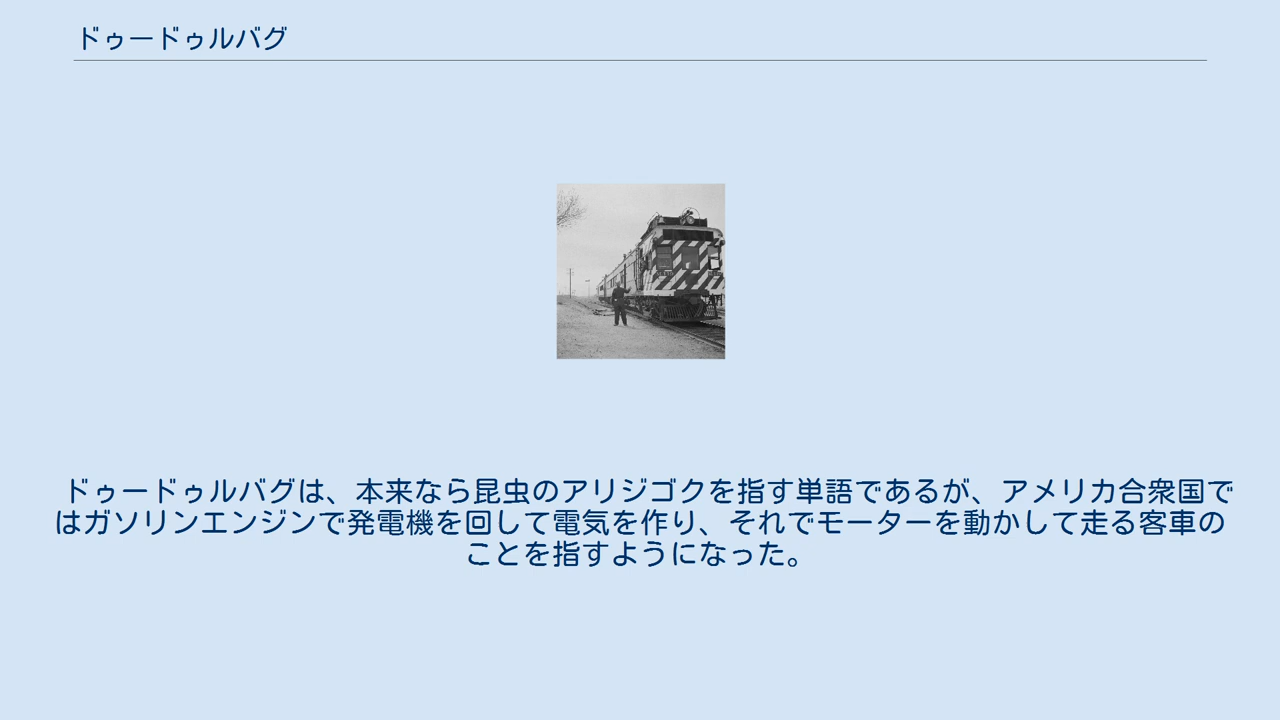 ドゥードゥルバグ
ドゥードゥルバグは、本来なら昆虫のアリジゴクを指す単語であるが、アメリカ合衆国で
はガソリンエンジンで発電機を回して電気を作り、それでモーターを動かして走る客車の
ことを指すようになった。